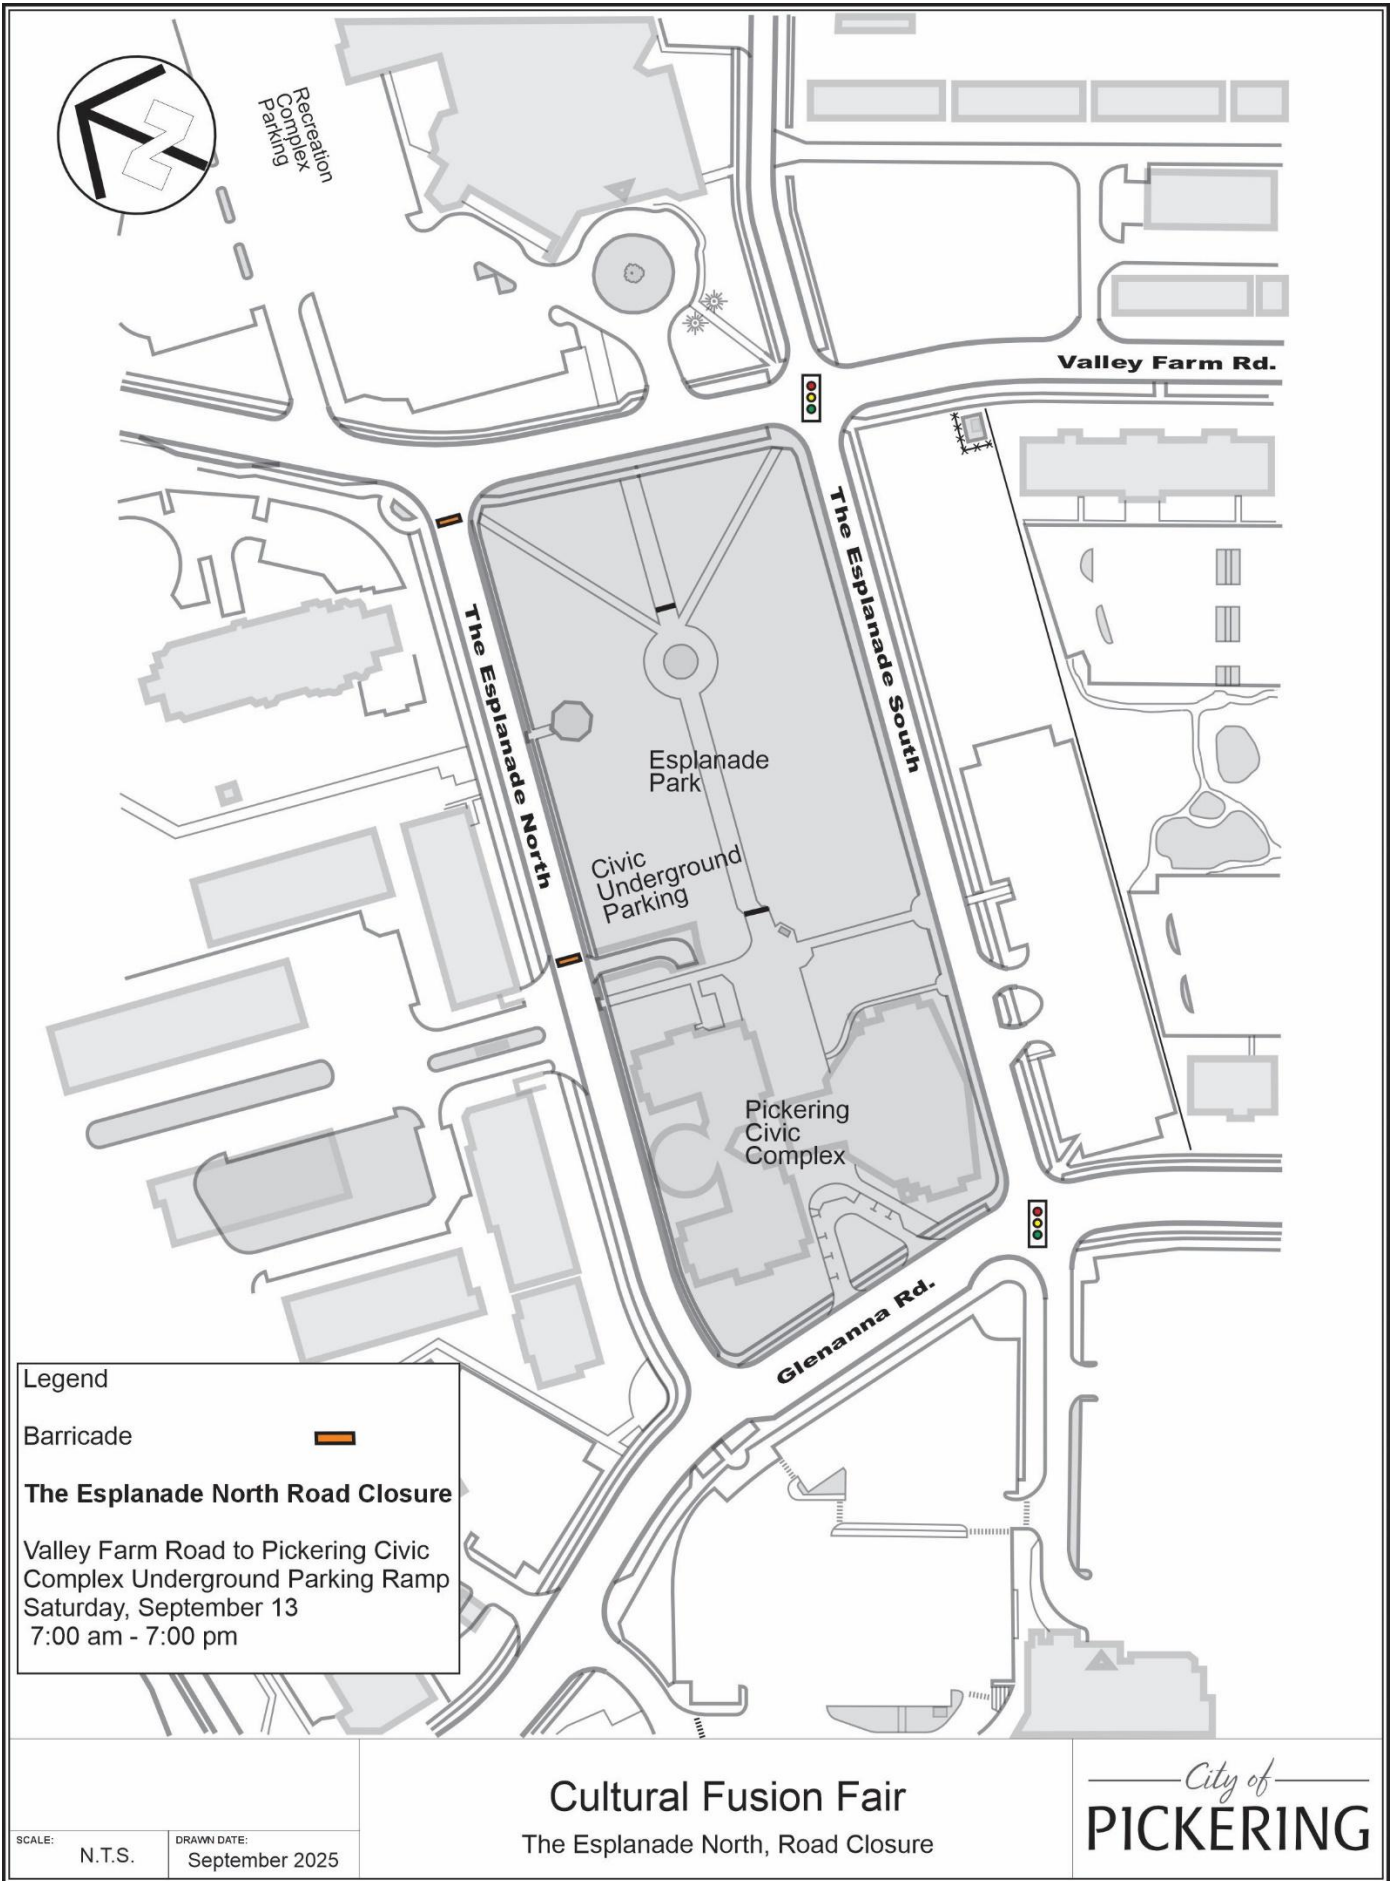 Recreation
Complex
Parking
Valley Farm Rd.
The Esplanade South
The Esplanade North
Esplanade
Park
Civic
Underground
Parking
Pickering
Civic
Complex
Glenanna Rd.
Legend
Barricade
The Esplanade North Road Closure
Valley Farm Road to Pickering Civic
Complex Underground Parking Ramp
Saturday, September 13
7:00 am - 7:00 pm
SCALE:
N.T.S.
DRAWN DATE:
September 2025
Cultural Fusion Fair
The Esplanade North, Road Closure
City of
PICKERING
N